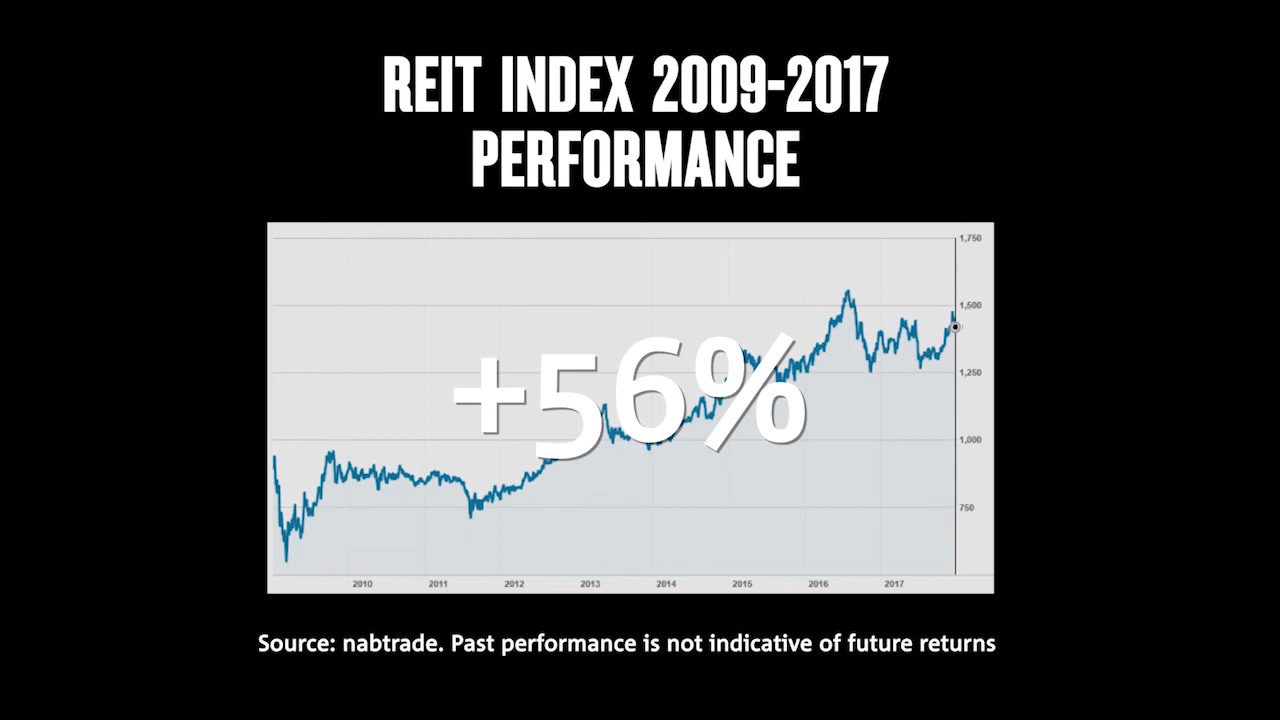 REIT INDEX 2009-2017
PERFORMANCE
1,750
1,500
1,250
1,000
750
+56%
2010 2011 2012 2013 2014 2015 2016 2017
Source: nabtrade. Past performance is not indicative of future returns